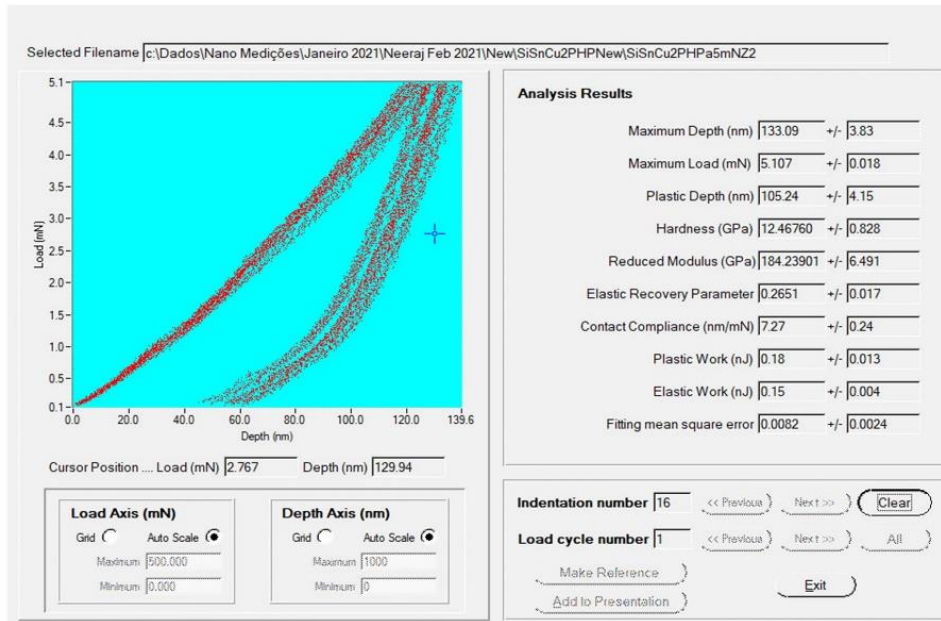 Selected Filename c:\Dados\Nano Medições\Janeiro 2021\Neeraj Feb 2021\New\SiSnCu2PHPNew\SiSnCu2PHPa5mNZ2
5.1
4.5
4.0
3.5
3.0
2.5
2.0
1.5
1.0
0.5
0.1
Load (mN)
0.0 20.0 40.0 60.0 80.0 100.0 120.0 139.6
Depth (nm)
Cursor Position .... Load (mN) 2.767 Depth (nm) 129.94
Load Axis (mN)
Grid Auto Scale
Maximum 500.000
Minimum 0.000
Depth Axis (nm)
Grid Auto Scale
Maximum 1000
Minimum 0
Analysis Results
Maximum Depth (nm) 133.09 +/- 3.83
Maximum Load (mN) 5.107 +/- 0.018
Plastic Depth (nm) 105.24 +/- 4.15
Hardness (GPa) 12.46760 +/- 0.828
Reduced Modulus (GPa) 184.23901 +/- 6.491
Elastic Recovery Parameter 0.2651 +/- 0.017
Contact Compliance (nm/mN) 7.27 +/- 0.24
Plastic Work (nJ) 0.18 +/- 0.013
Elastic Work (nJ) 0.15 +/- 0.004
Fitting mean square error 0.0082 +/- 0.0024
Indentation number 16 << Previous Next >> Clear
Load cycle number 1 << Previous Next >> All
Make Reference
Add to Presentation
Exit